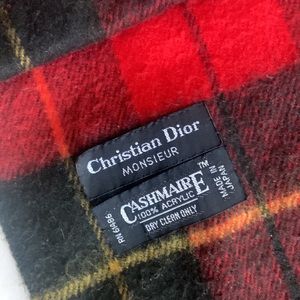 Christian Dior
MONSIEUR
CASHMAIRE™
100% ACRYLIC
DRY CLEAN ONLY
MADE IN
JAPAN